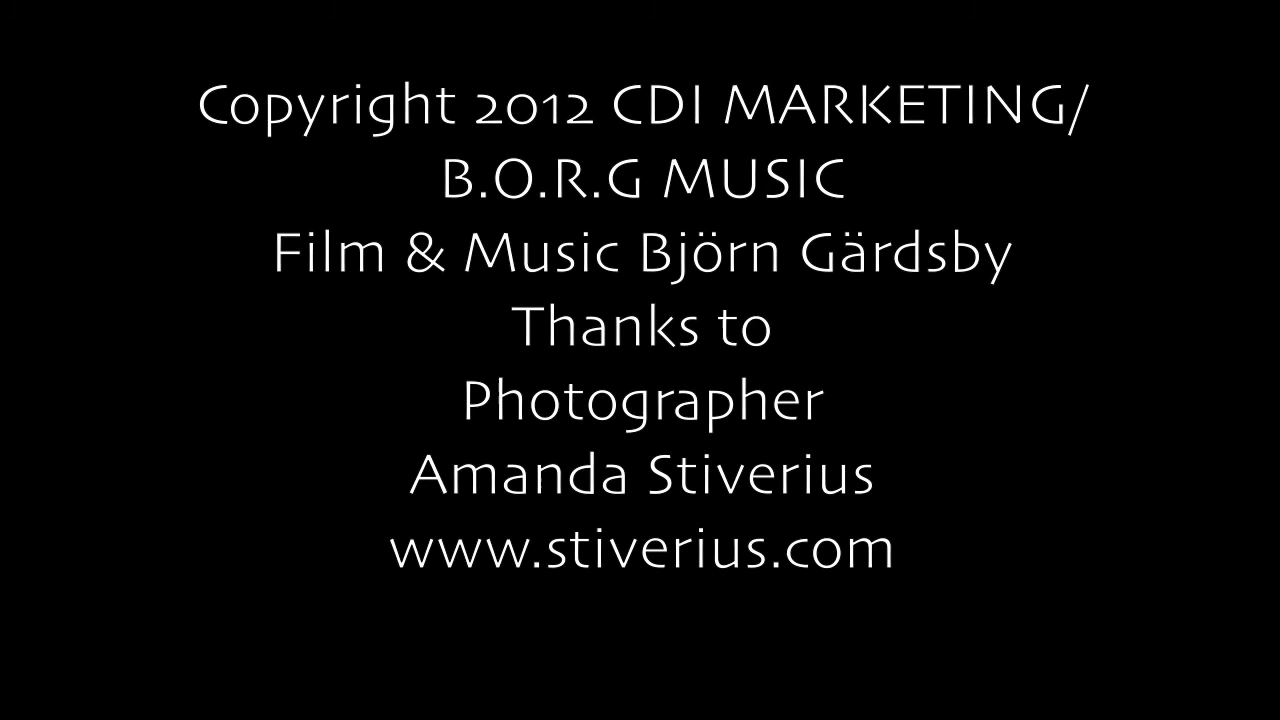 Copyright 2012 CDI MARKETING/
B.O.R.G MUSIC
Film & Music Björn Gärdsby
Thanks to
Photographer
Amanda Stiverius
www.stiverius.com